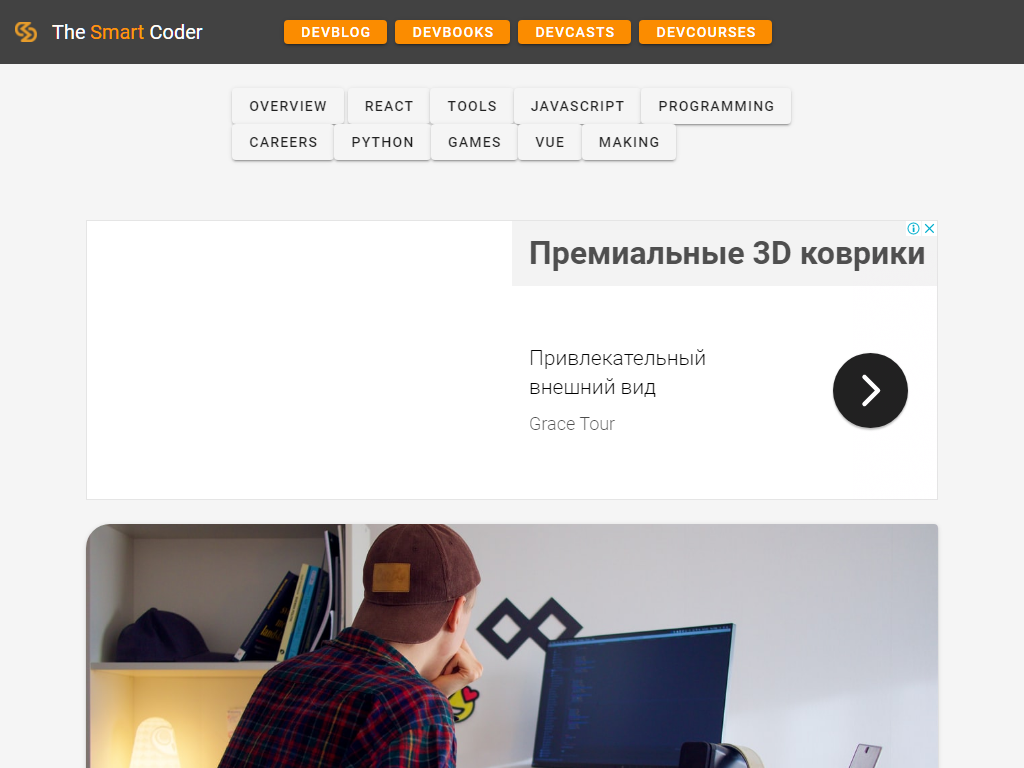 The Smart Coder
DEVBLOG DEVBOOKS DEVCASTS DEVCOURSES
OVERVIEW REACT TOOLS JAVASCRIPT PROGRAMMING
CAREERS PYTHON GAMES VUE MAKING
Премиальные 3D коврики
Привлекательный
внешний вид
Grace Tour